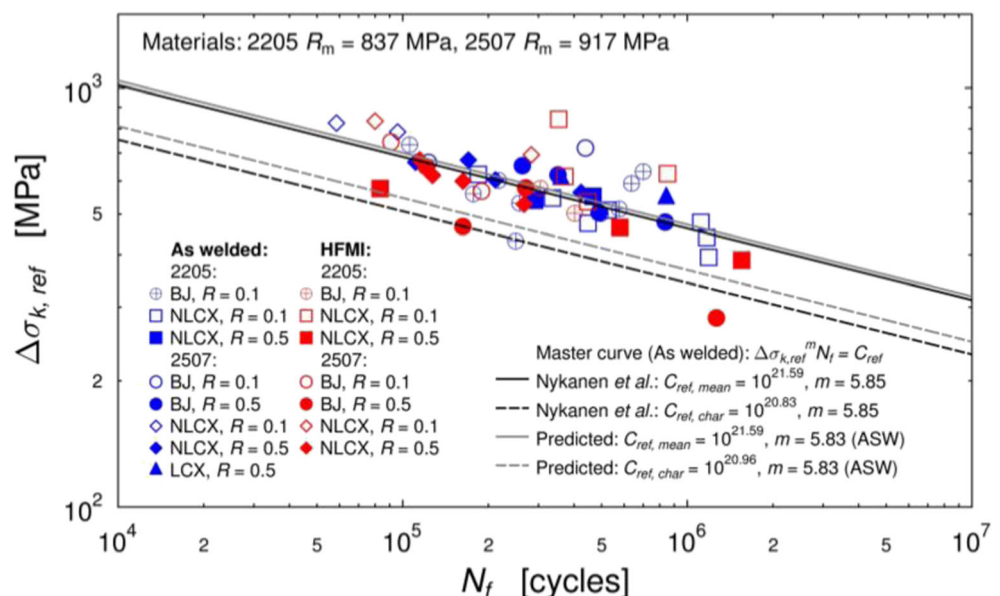 Materials: 2205 Rm = 837 MPa, 2507 Rm = 917 MPa
10³
5
2
10²
Δσk, ref [MPa]
As welded:
2205:
BJ, R = 0.1
NLCX, R = 0.1
NLCX, R = 0.5
2507:
BJ, R = 0.1
BJ, R = 0.5
NLCX, R = 0.1
NLCX, R = 0.5
LCX, R = 0.5
HFMI:
2205:
BJ, R = 0.1
NLCX, R = 0.1
NLCX, R = 0.5
2507:
BJ, R = 0.1
BJ, R = 0.5
NLCX, R = 0.1
NLCX, R = 0.5
Master curve (As welded): Δσk,ref^m Nf = Cref
Nykanen et al.: Cref, mean = 10^21.59, m = 5.85
Nykanen et al.: Cref, char = 10^20.83, m = 5.85
Predicted: Cref, mean = 10^21.59, m = 5.83 (ASW)
Predicted: Cref, char = 10^20.96, m = 5.83 (ASW)
10⁴ 2 5 10⁵ 2 5 10⁶ 2 5 10⁷
Nf [cycles]